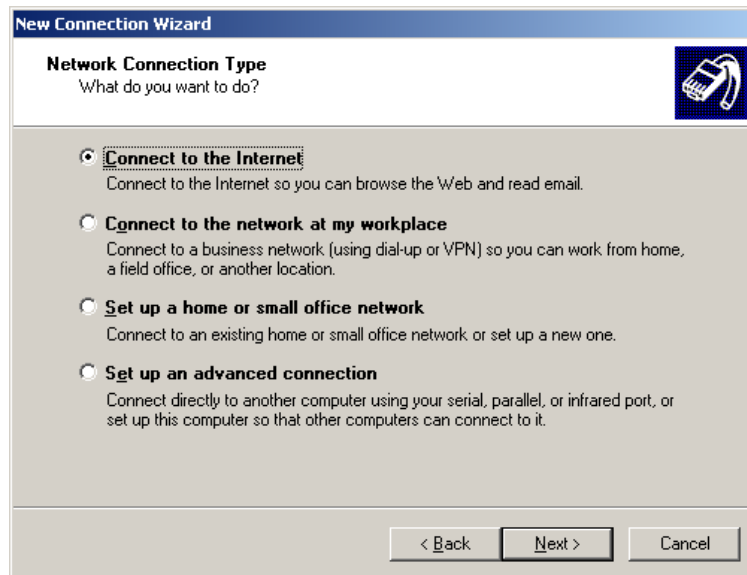 New Connection Wizard
Network Connection Type
What do you want to do?
Connect to the Internet
Connect to the Internet so you can browse the Web and read email.
Connect to the network at my workplace
Connect to a business network (using dial-up or VPN) so you can work from home,
a field office, or another location.
Set up a home or small office network
Connect to an existing home or small office network or set up a new one.
Set up an advanced connection
Connect directly to another computer using your serial, parallel, or infrared port, or
set up this computer so that other computers can connect to it.
< Back Next > Cancel